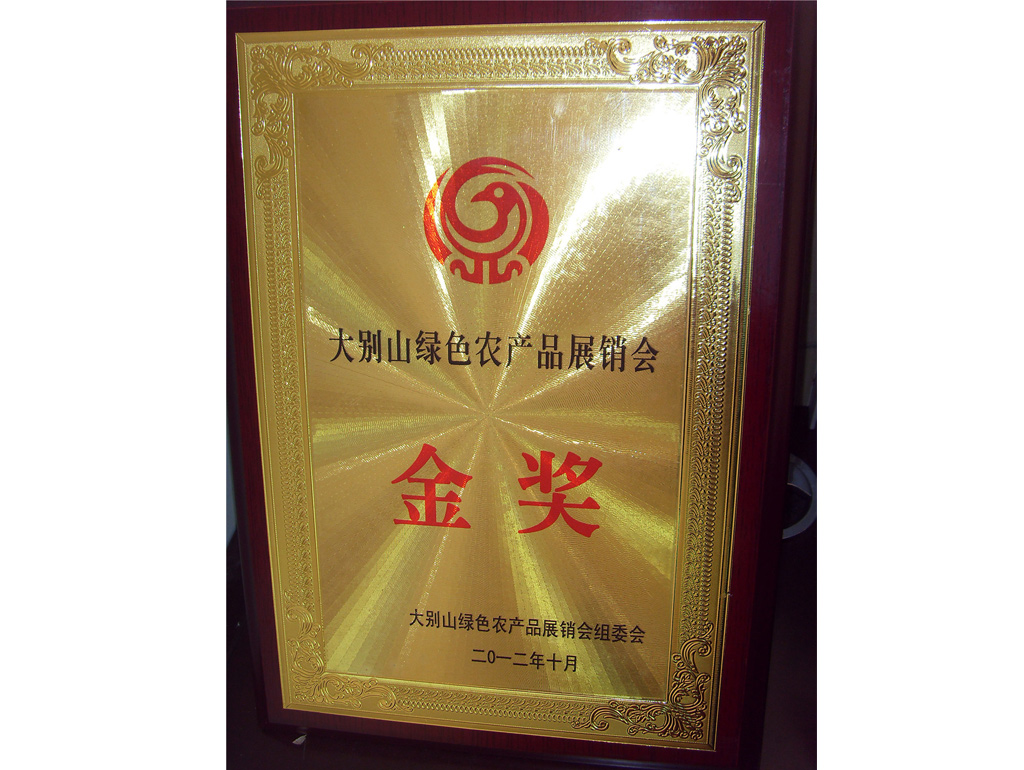 大别山绿色农产品展销会
金奖
大别山绿色农产品展销会组委会
二0一二年十月